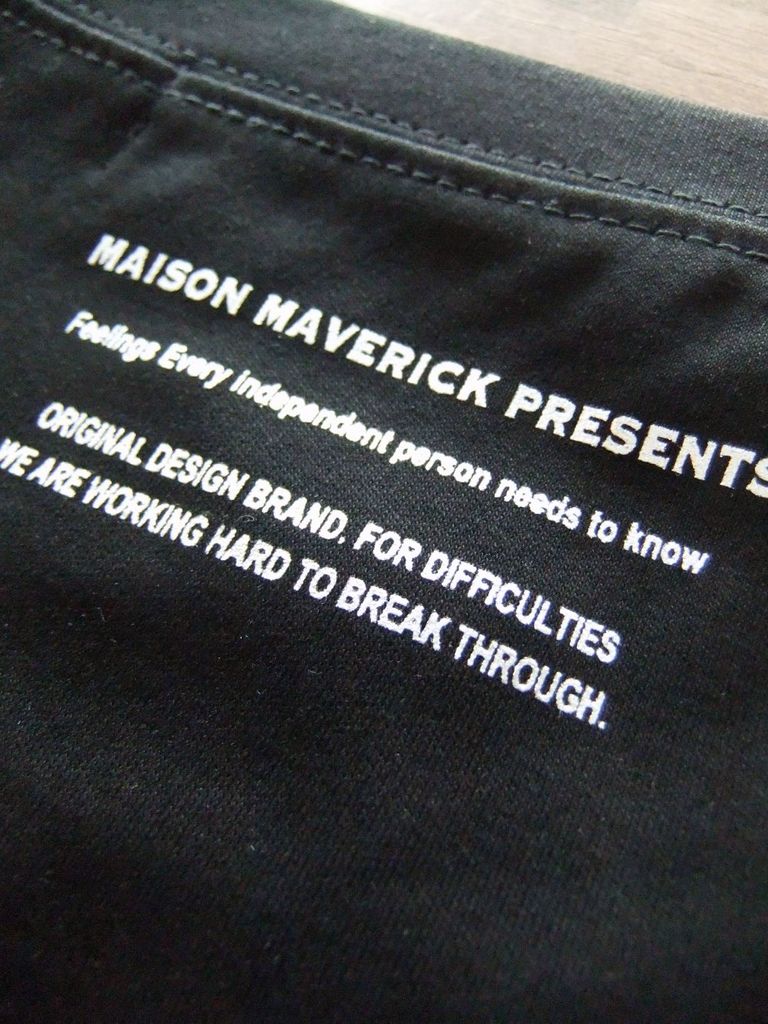 MAISON MAVERICK PRESENTS
Feelings Every independent person needs to know
ORIGINAL DESIGN BRAND. FOR DIFFICULTIES
WE ARE WORKING HARD TO BREAK THROUGH.